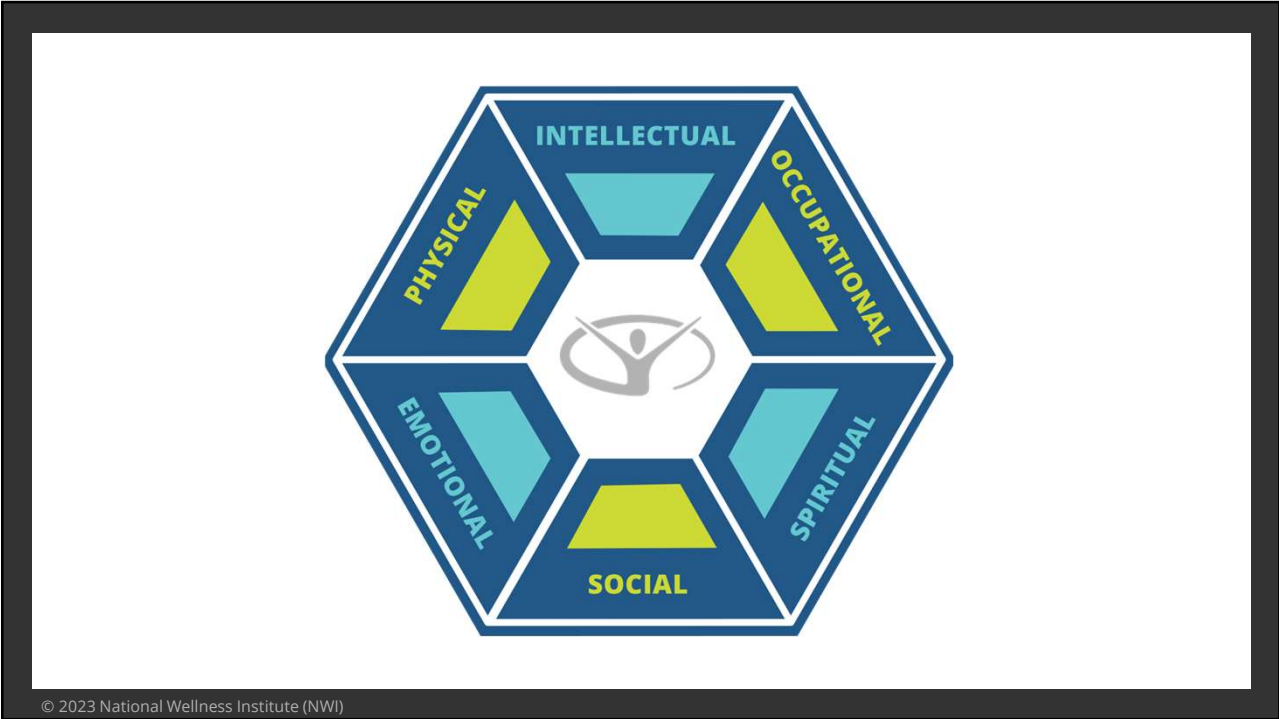 INTELLECTUAL
OCCUPATIONAL
PHYSICAL
EMOTIONAL
SPIRITUAL
SOCIAL
© 2023 National Wellness Institute (NWI)